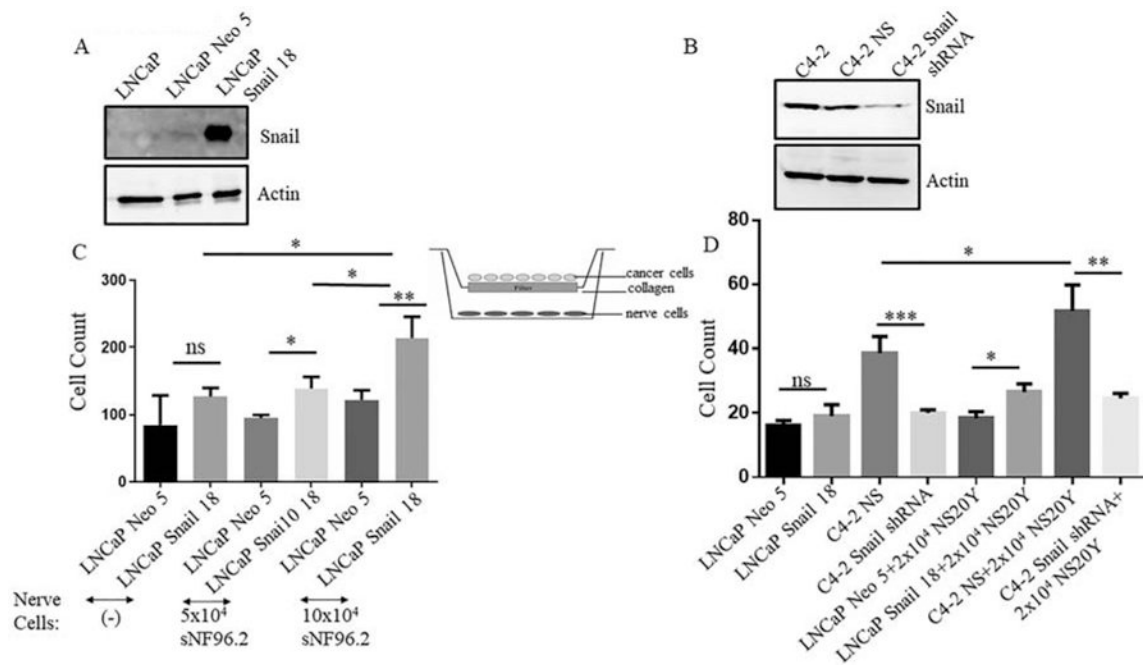 A
LNCaP
LNCaP Neo 5
LNCaP
Snail 18
Snail
Actin
B
C4-2
C4-2 NS
C4-2 Snail
shRNA
Snail
Actin
C
Cell Count
300
200
100
0
ns
*
*
*
**
LNCaP Neo 5
LNCaP Snail 18
LNCaP Neo 5
LNCaP Snai10 18
LNCaP Neo 5
LNCaP Snail 18
Nerve
Cells:
(-)
5x10⁴
sNF96.2
10x10⁴
sNF96.2
Filter
cancer cells
collagen
nerve cells
D
Cell Count
80
60
40
20
0
ns
***
*
*
**
LNCaP Neo 5
LNCaP Snail 18
C4-2 NS
C4-2 Snail shRNA
LNCaP Neo 5+2x10⁴ NS20Y
LNCaP Snail 18+2x10⁴ NS20Y
C4-2 NS+2x10⁴ NS20Y
C4-2 Snail shRNA+
2x10⁴ NS20Y